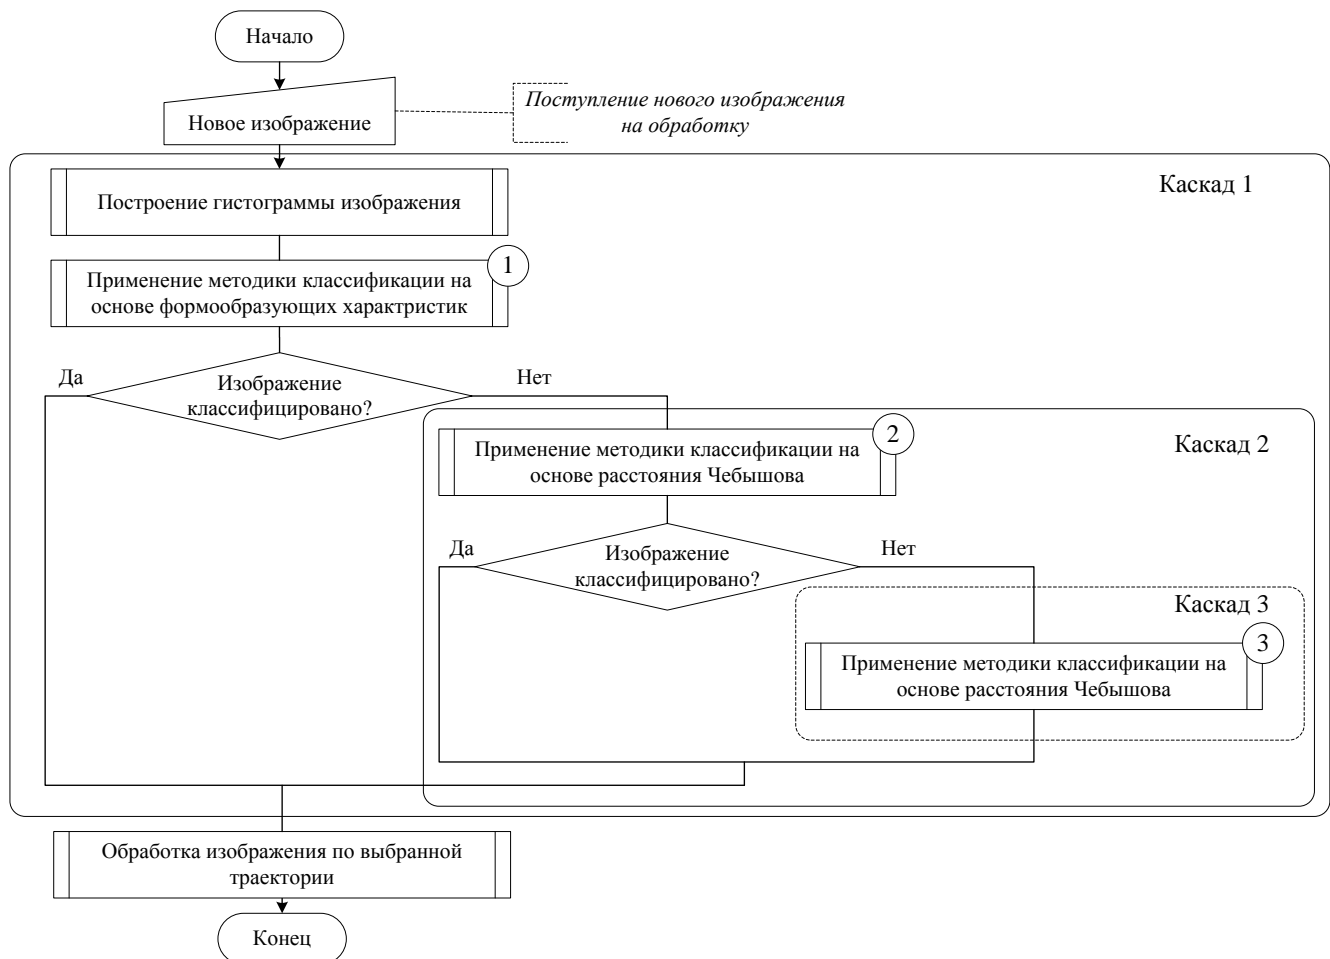 Начало
Новое изображение
Поступление нового изображения
на обработку
Каскад 1
Построение гистограммы изображения
1
Применение методики классификации на
основе формообразующих характристик
Изображение
классифицировано?
Да
Нет
Каскад 2
2
Применение методики классификации на
основе расстояния Чебышова
Изображение
классифицировано?
Да
Нет
Каскад 3
3
Применение методики классификации на
основе расстояния Чебышова
Обработка изображения по выбранной
траектории
Конец